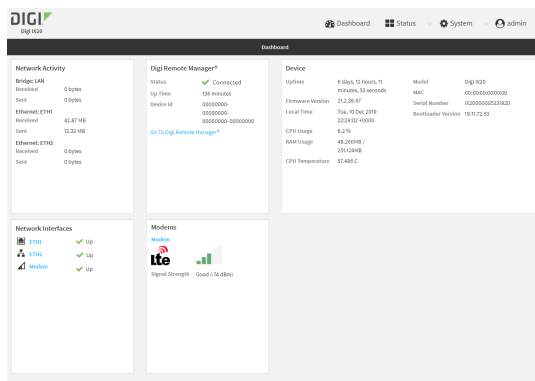 DIGI
Digi IX20
Dashboard
Status
System
admin
Dashboard
Network Activity
Bridge: LAN
Received 0 bytes
Sent 0 bytes
Ethernet: ETH1
Received 42.87 MB
Sent 12.22 MB
Ethernet: ETH2
Received 0 bytes
Sent 0 bytes
Digi Remote Manager®
Status Connected
Up Time 136 minutes
Device Id 00000000-
00000000-
00000000-00000000
Go To Digi Remote Manager®
Device
Uptime 6 days, 12 hours, 11
minutes, 53 seconds
Firmware Version 21.2.39.67
Local Time Tue, 10 Dec 2019
22:29:02 +0000
CPU Usage 6.2 %
RAM Usage 48.260MB /
251.124MB
CPU Temperature 57.486 C
Model Digi IX20
MAC 00:00:00:00:00:00
Serial Number IX20000005331920
Bootloader Version 19.11.72.53
Network Interfaces
ETH1 Up
ETH2 Up
Modem Up
Modems
Modem
Lte
Signal Strength Good (-74 dBm)